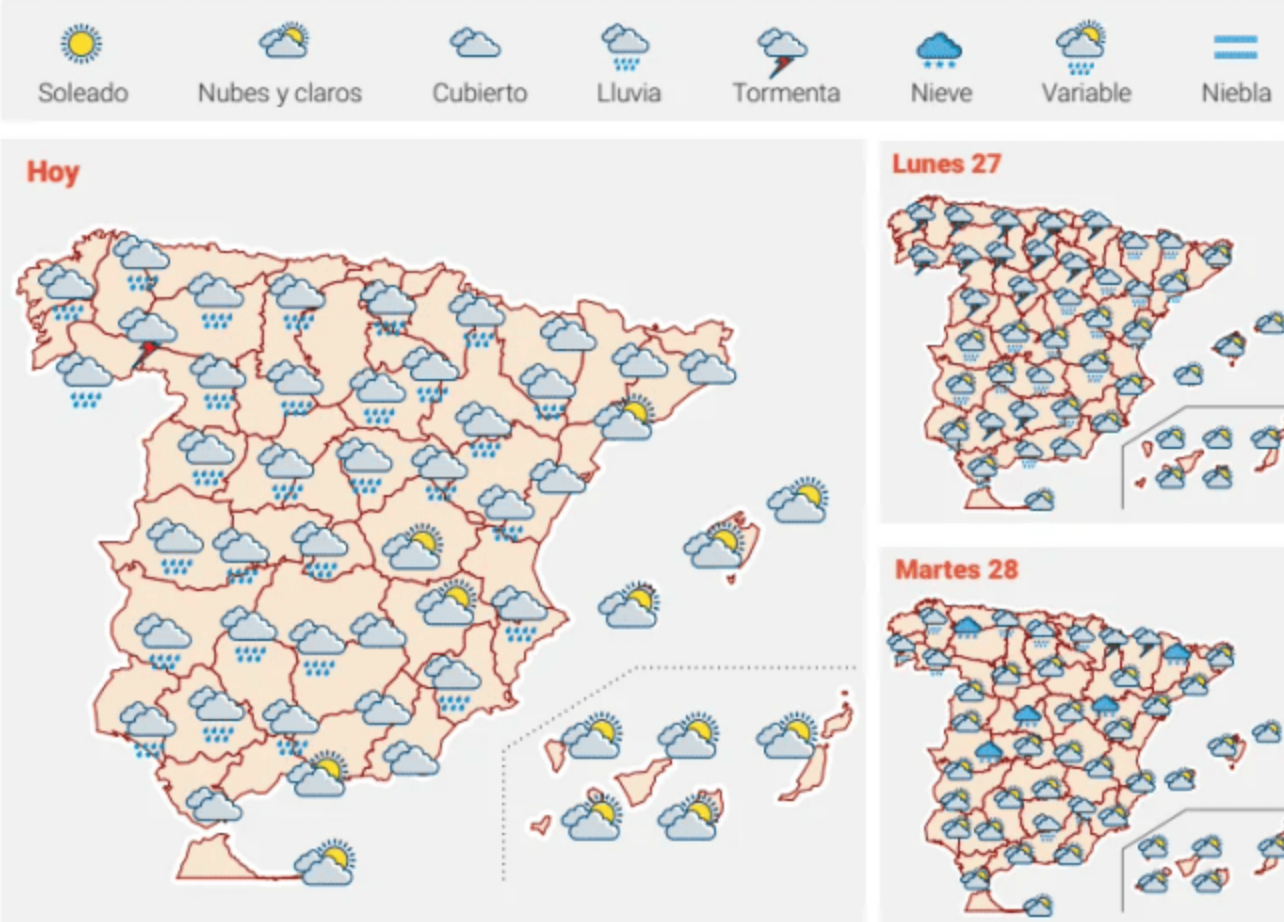 Soleado
Nubes y claros
Cubierto
Lluvia
Tormenta
Nieve
Variable
Niebla
Hoy
Lunes 27
Martes 28